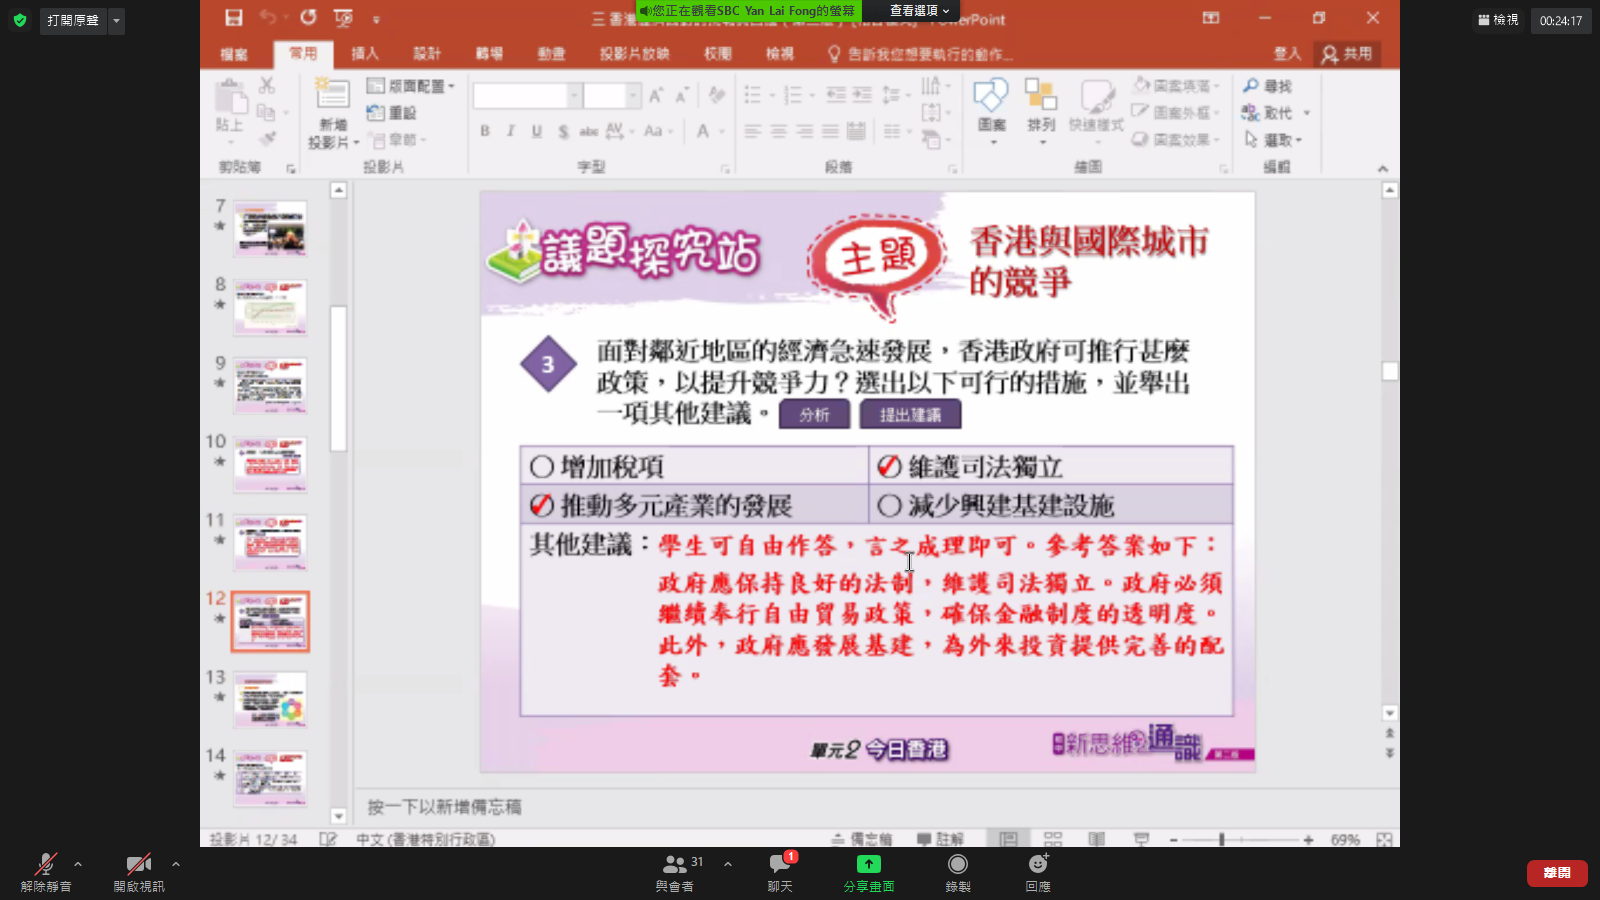 打開原聲
您正在觀看SBC Yan Lai Fong的螢幕
查看選項
檢視
00:24:17
PowerPoint
檔案 常用 插入 設計 轉場 動畫 投影片放映 校閱 檢視 告訴我您想要執行的動作... 登入 共用
貼上
剪貼簿
新增
投影片
版面配置
重設
章節
投影片
B I U S abc AV Aa A
字型
段落
圖案
排列
快速樣式
圖案填滿
圖案外框
圖案效果
繪圖
尋找
取代
選取
編輯
7
8
9
10
11
12
13
14
議題探究站
主題
香港與國際城市
的競爭
3
面對鄰近地區的經濟急速發展，香港政府可推行甚麼
政策，以提升競爭力？選出以下可行的措施，並舉出
一項其他建議。 分析 提出建議
增加稅項
維護司法獨立
推動多元產業的發展
減少興建基建設施
其他建議：學生可自由作答，言之成理即可。參考答案如下：
政府應保持良好的法制，維護司法獨立。政府必須
繼續奉行自由貿易政策，確保金融制度的透明度。
此外，政府應發展基建，為外來投資提供完善的配
套。
單元2 今日香港
初中 新思維通識
按一下以新增備忘稿
投影片 12/ 34 中文 (香港特別行政區) 備忘稿 註解 69%
解除靜音
開啟視訊
與會者
31
聊天
1
分享畫面
錄製
回應
離開